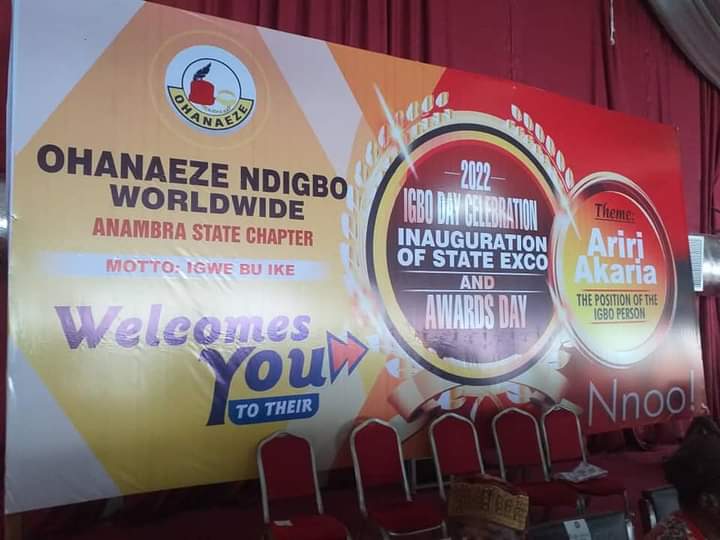 OHANAEZE
OHANAEZE NDIGBO
WORLDWIDE
ANAMBRA STATE CHAPTER
MOTTO: IGWE BU IKE
Welcomes
You
TO THEIR
2022
IGBO DAY CELEBRATION
INAUGURATION
OF STATE EXCO
AND
AWARDS DAY
Theme:
Ariri
Akaria
THE POSITION OF THE
IGBO PERSON
Nnoo!